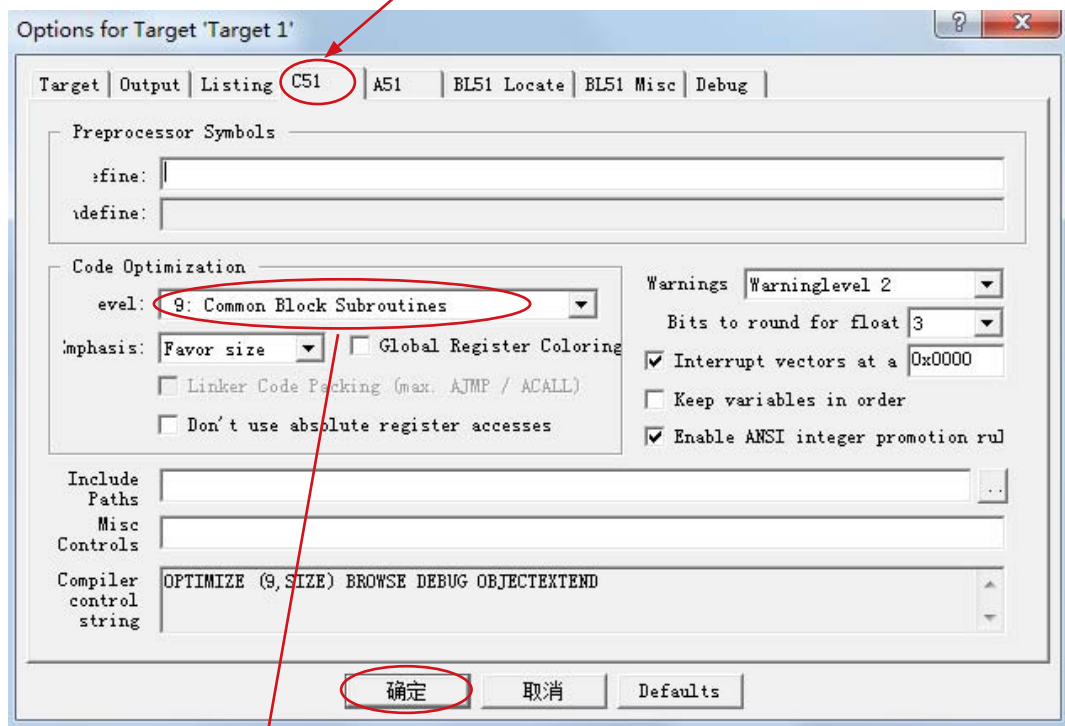 Options for Target 'Target 1'
Target Output Listing C51 A51 BL51 Locate BL51 Misc Debug
Preprocessor Symbols
efine:
define:
Code Optimization
evel: 9: Common Block Subroutines
mphasis: Favor size Global Register Coloring
Linker Code Packing (max. AJMP / ACALL)
Don't use absolute register accesses
Warnings Warninglevel 2
Bits to round for float 3
Interrupt vectors at a 0x0000
Keep variables in order
Enable ANSI integer promotion rul
Include Paths
..
Misc Controls
Compiler control string
OPTIMIZE (9,SIZE) BROWSE DEBUG OBJECTEXTEND
确定 取消 Defaults